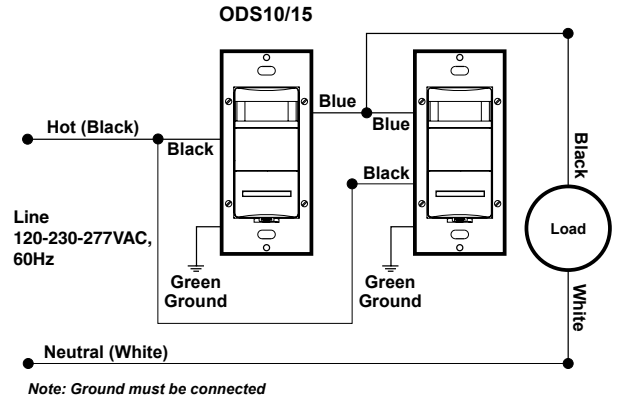 ODS10/15
Hot (Black)
Black
Blue
Blue
Black
Black
Line
120-230-277VAC,
60Hz
Load
Green
Ground
Green
Ground
White
Neutral (White)
Note: Ground must be connected